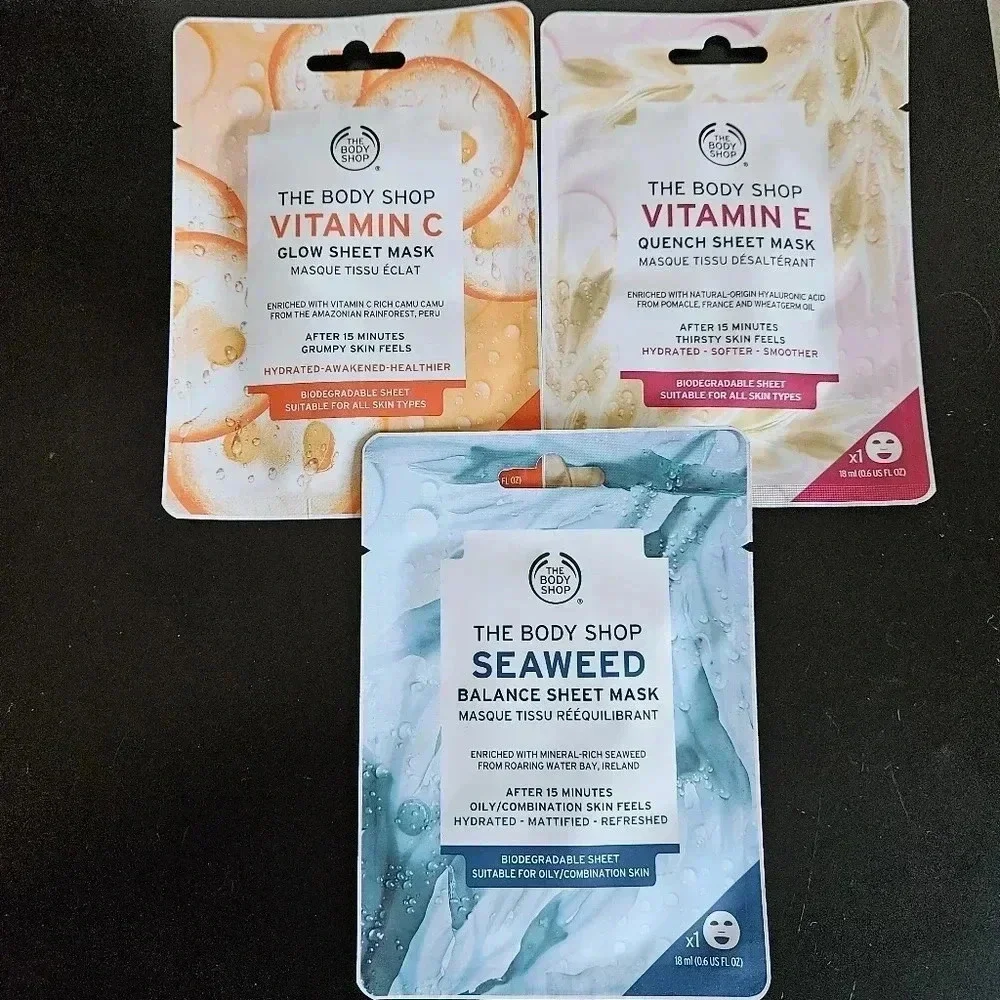 THE
BODY
SHOP
®
THE BODY SHOP
VITAMIN C
GLOW SHEET MASK
MASQUE TISSU ÉCLAT
ENRICHED WITH VITAMIN C RICH CAMU CAMU
FROM THE AMAZONIAN RAINFOREST, PERU
AFTER 15 MINUTES
GRUMPY SKIN FEELS
HYDRATED-AWAKENED-HEALTHIER
BIODEGRADABLE SHEET
SUITABLE FOR ALL SKIN TYPES
THE
BODY
SHOP
®
THE BODY SHOP
VITAMIN E
QUENCH SHEET MASK
MASQUE TISSU DÉSALTÉRANT
ENRICHED WITH NATURAL-ORIGIN HYALURONIC ACID
FROM POMACLE, FRANCE AND WHEATGERM OIL
AFTER 15 MINUTES
THIRSTY SKIN FEELS
HYDRATED - SOFTER - SMOOTHER
BIODEGRADABLE SHEET
SUITABLE FOR ALL SKIN TYPES
x1
18 ml (0.6 US FL OZ)
FL OZ)
THE
BODY
SHOP
®
THE BODY SHOP
SEAWEED
BALANCE SHEET MASK
MASQUE TISSU RÉÉQUILIBRANT
ENRICHED WITH MINERAL-RICH SEAWEED
FROM ROARING WATER BAY, IRELAND
AFTER 15 MINUTES
OILY/COMBINATION SKIN FEELS
HYDRATED - MATTIFIED - REFRESHED
BIODEGRADABLE SHEET
SUITABLE FOR OILY/COMBINATION SKIN
x1
18 ml (0.6 US FL OZ)